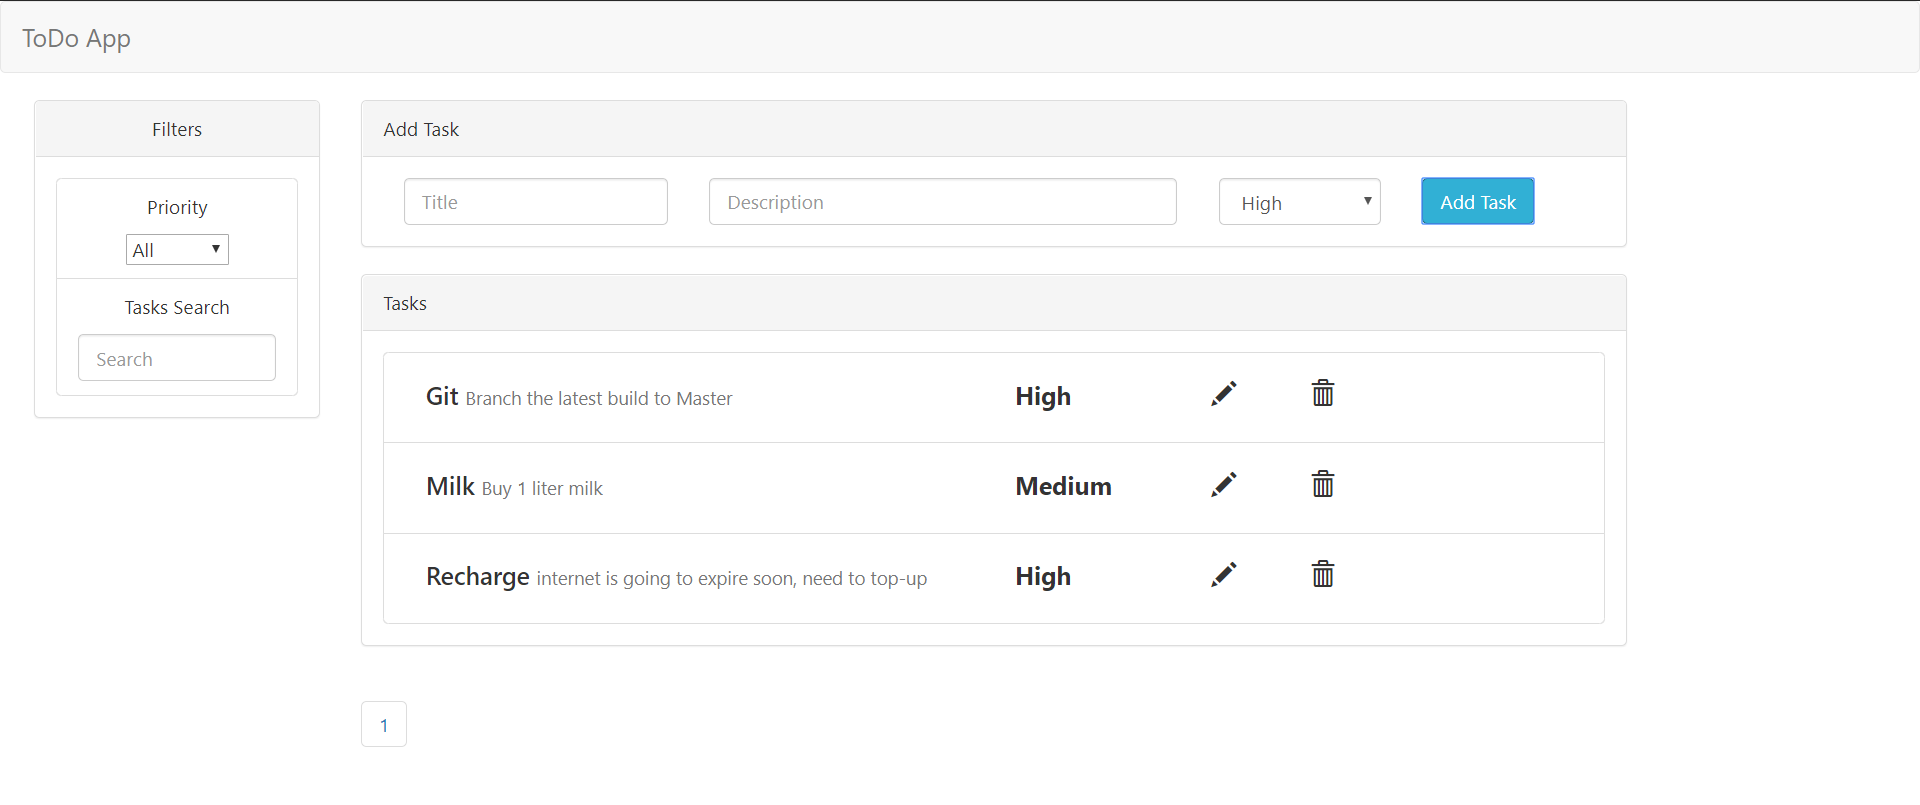 ToDo App
Filters
Priority
All
Tasks Search
Search
Add Task
Title Description High Add Task
Tasks
Git Branch the latest build to Master High
Milk Buy 1 liter milk Medium
Recharge internet is going to expire soon, need to top-up High
1